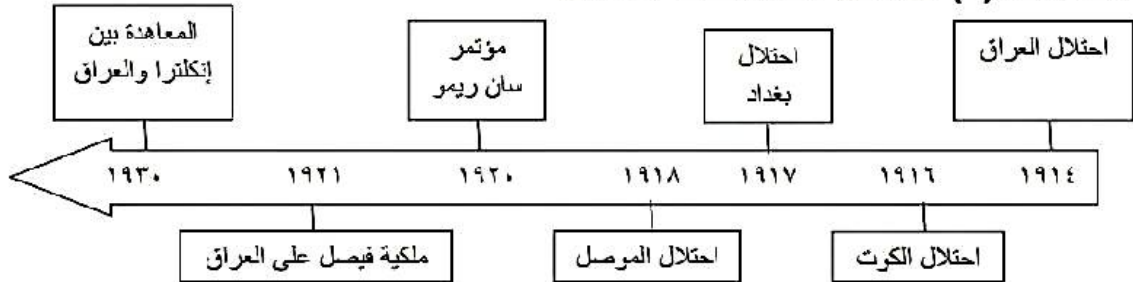 احتلال العراق
احتلال
بغداد
مؤتمر
سان ريمو
المعاهدة بين
إنكلترا والعراق
١٩١٤
١٩١٦
١٩١٧
١٩١٨
١٩٢٠
١٩٢١
١٩٣٠
احتلال الكوت
احتلال الموصل
ملكية فيصل على العراق